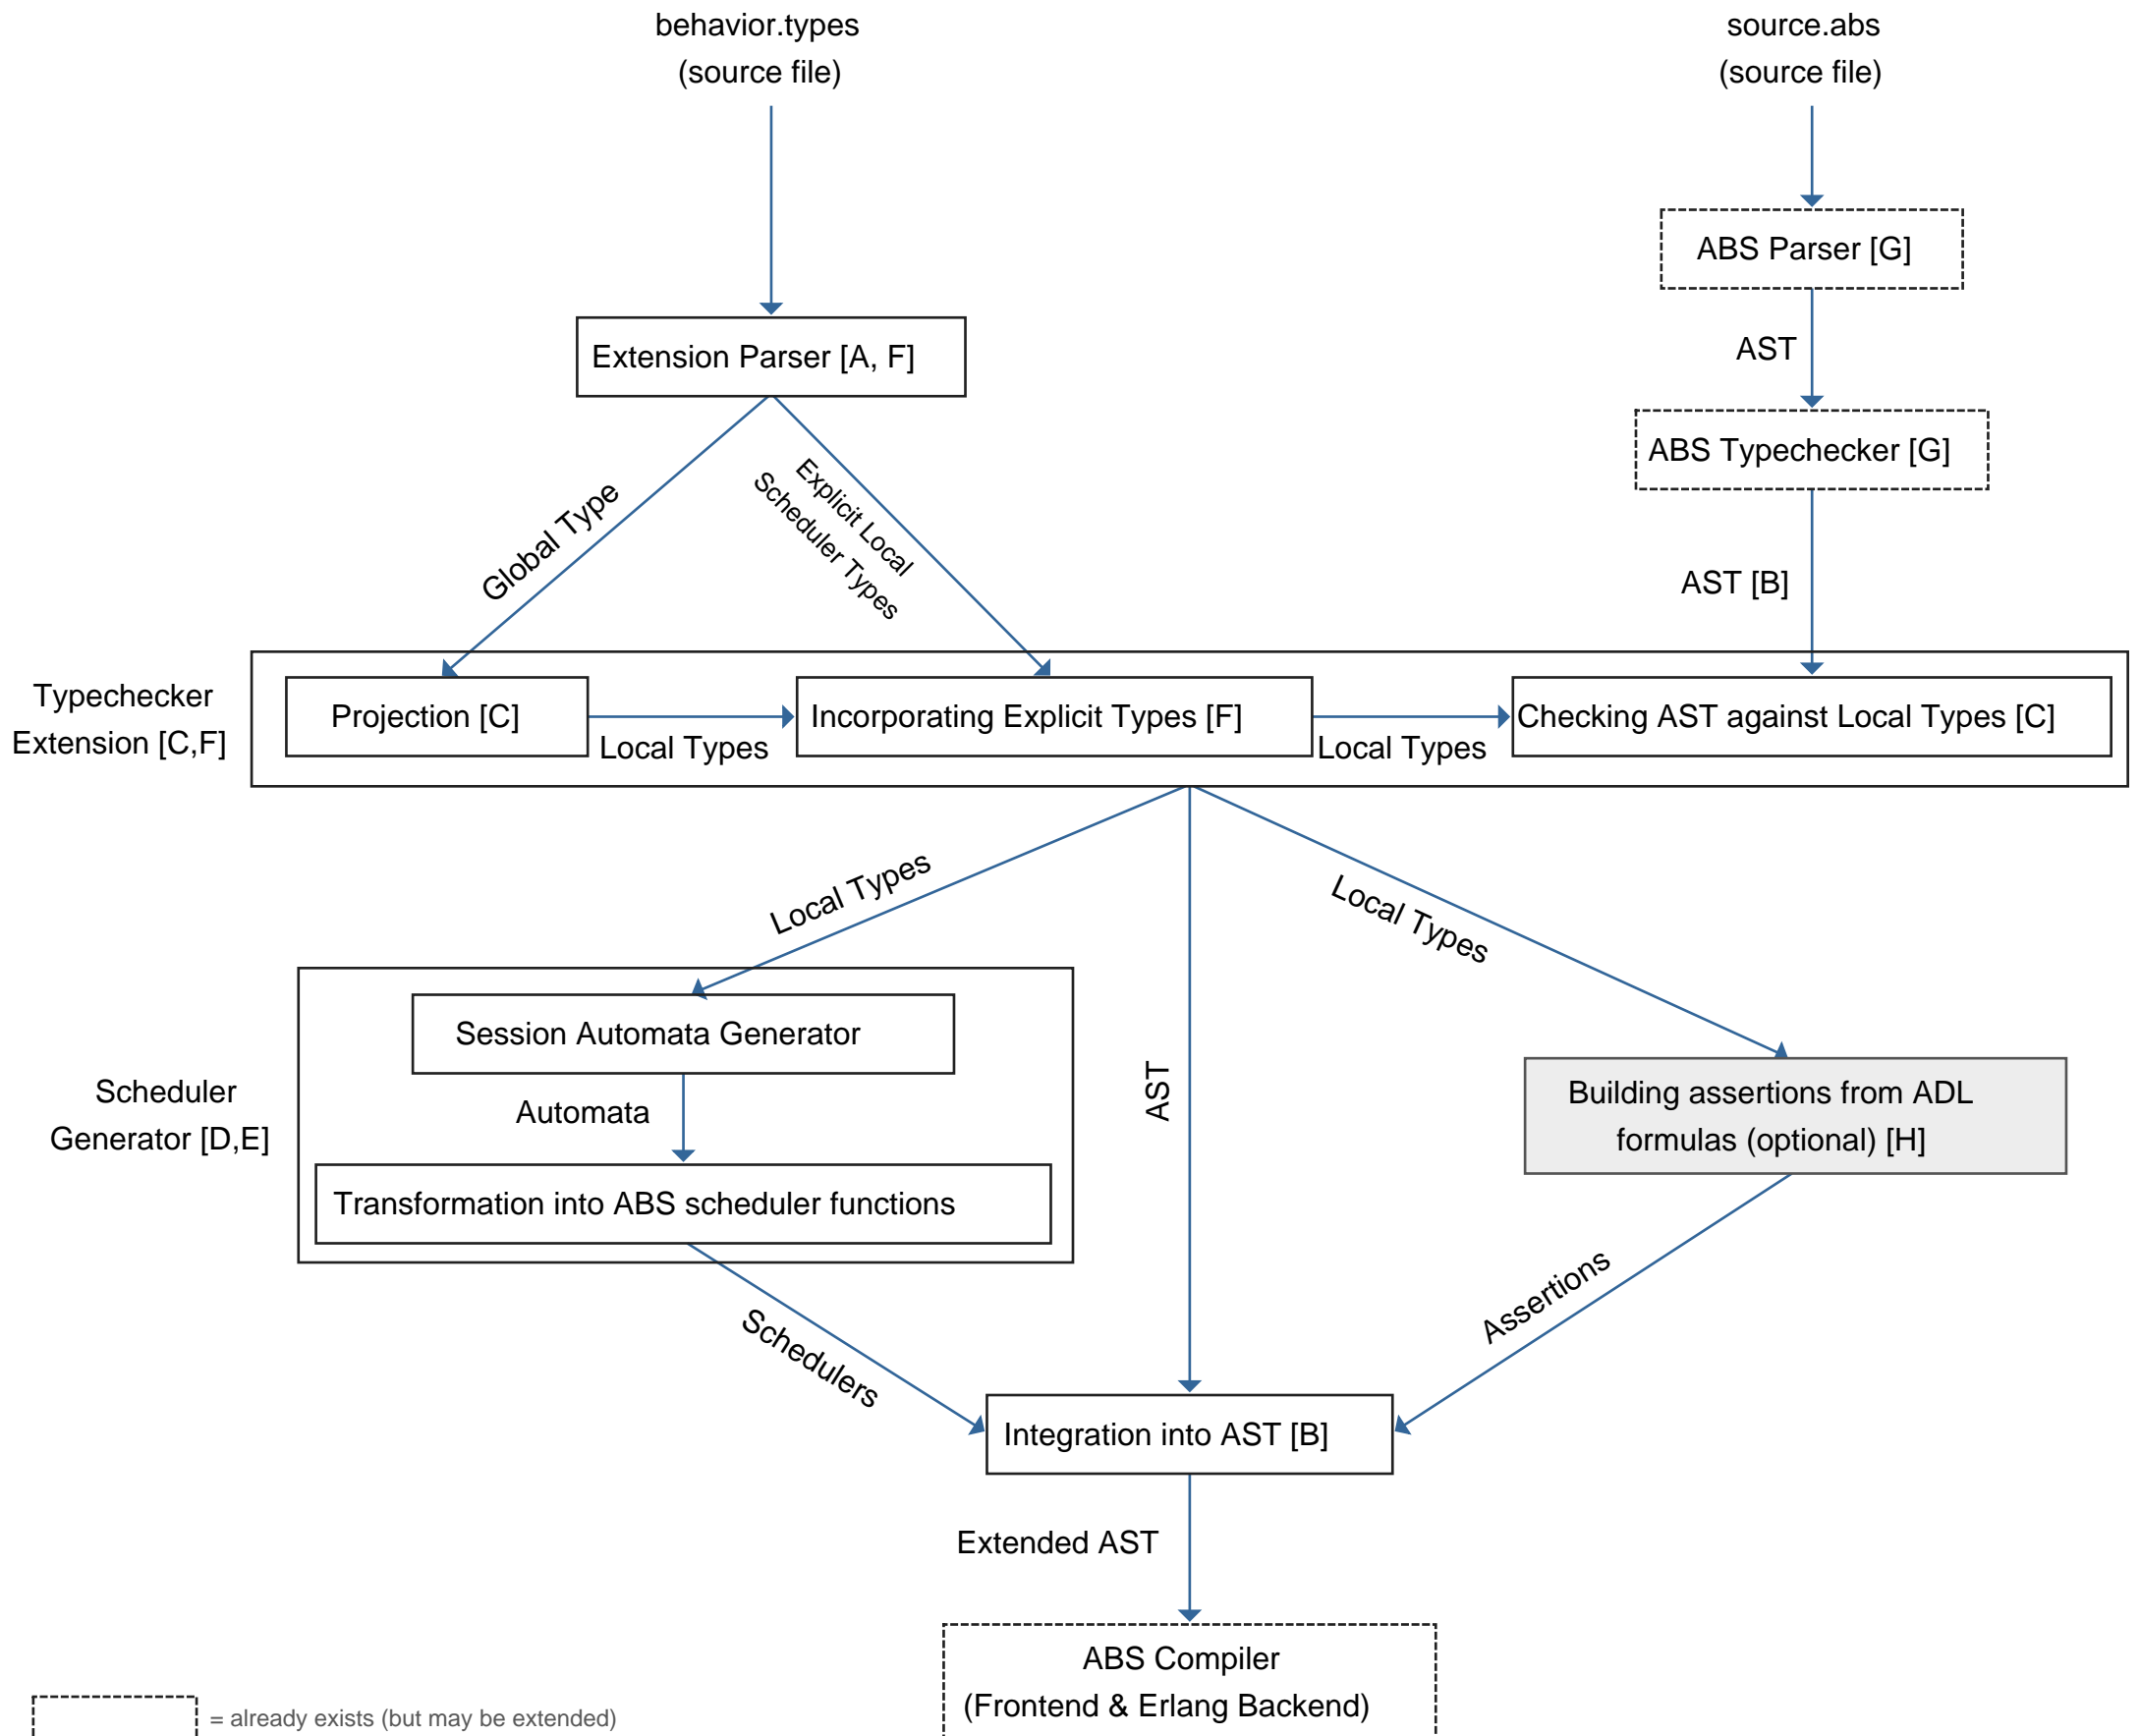 behavior.types
(source file)
source.abs
(source file)
ABS Parser [G]
Extension Parser [A, F]
AST
ABS Typechecker [G]
Global Type
Explicit Local
Scheduler Types
AST [B]
Typechecker
Extension [C,F]
Projection [C]
Local Types
Incorporating Explicit Types [F]
Local Types
Checking AST against Local Types [C]
Local Types
AST
Local Types
Scheduler
Generator [D,E]
Session Automata Generator
Automata
Transformation into ABS scheduler functions
Building assertions from ADL
formulas (optional) [H]
Schedulers
Assertions
Integration into AST [B]
Extended AST
ABS Compiler
(Frontend & Erlang Backend)
= already exists (but may be extended)